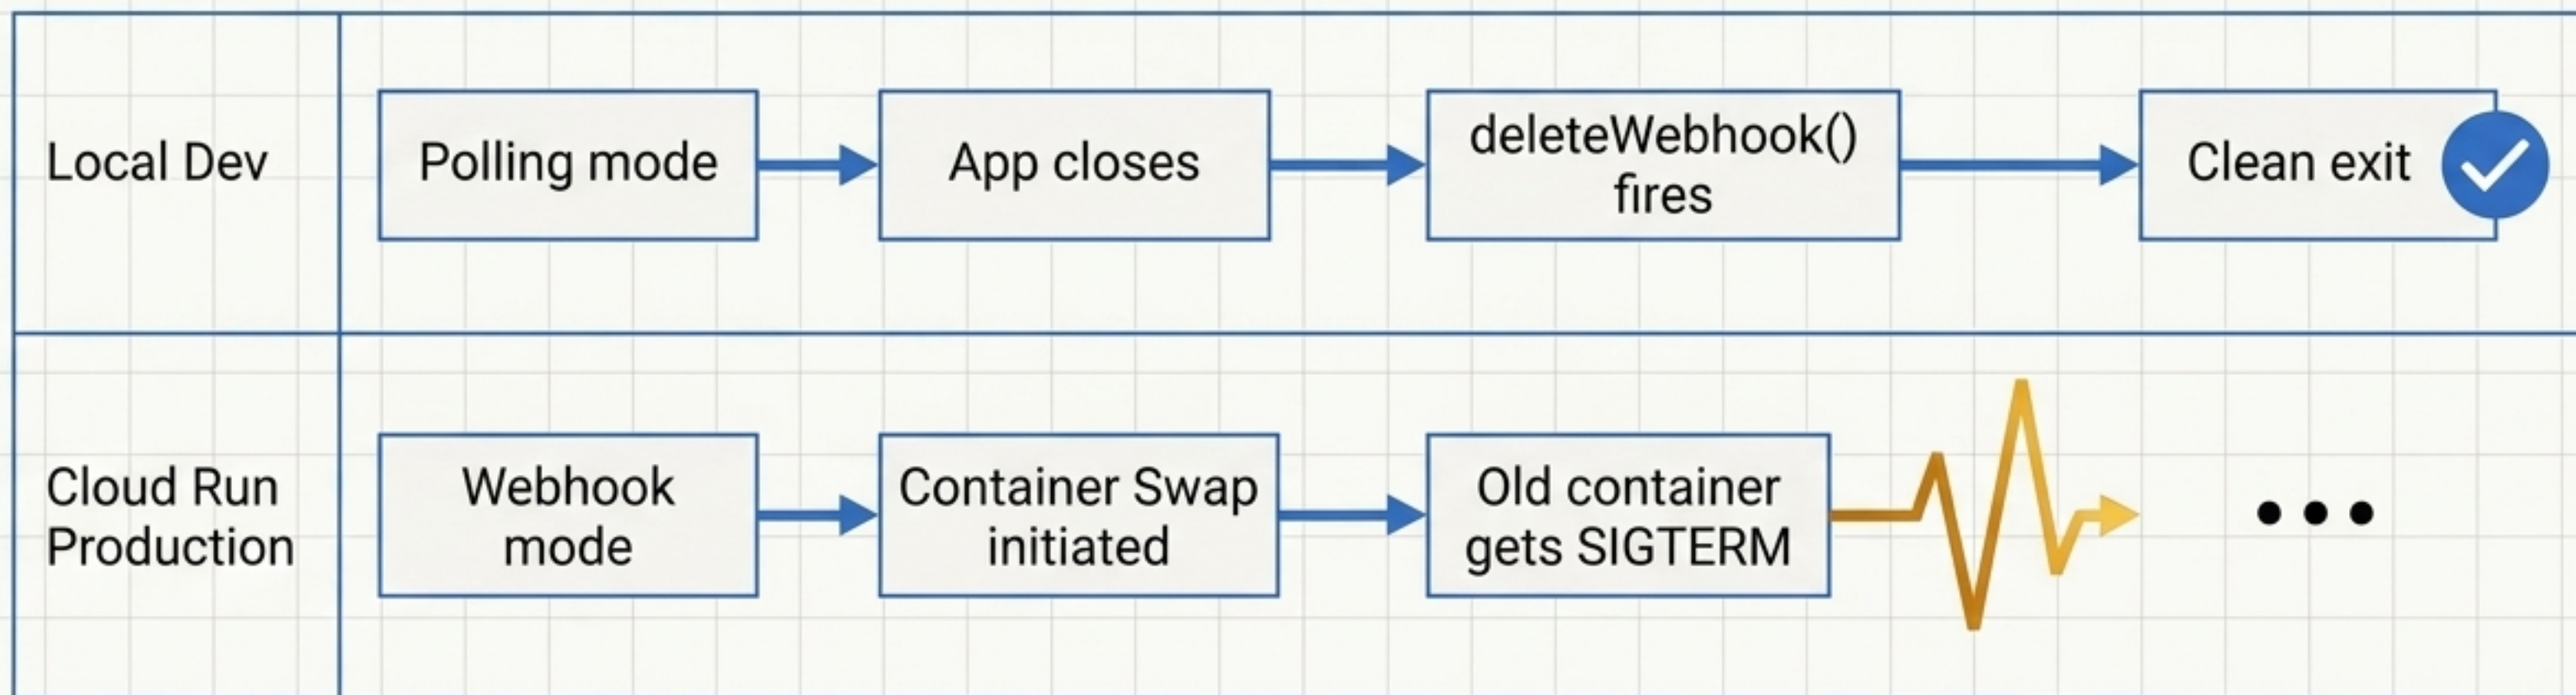 Local Dev
Polling mode
App closes
deleteWebhook()
fires
Clean exit
Cloud Run
Production
Webhook
mode
Container Swap
initiated
Old container
gets SIGTERM